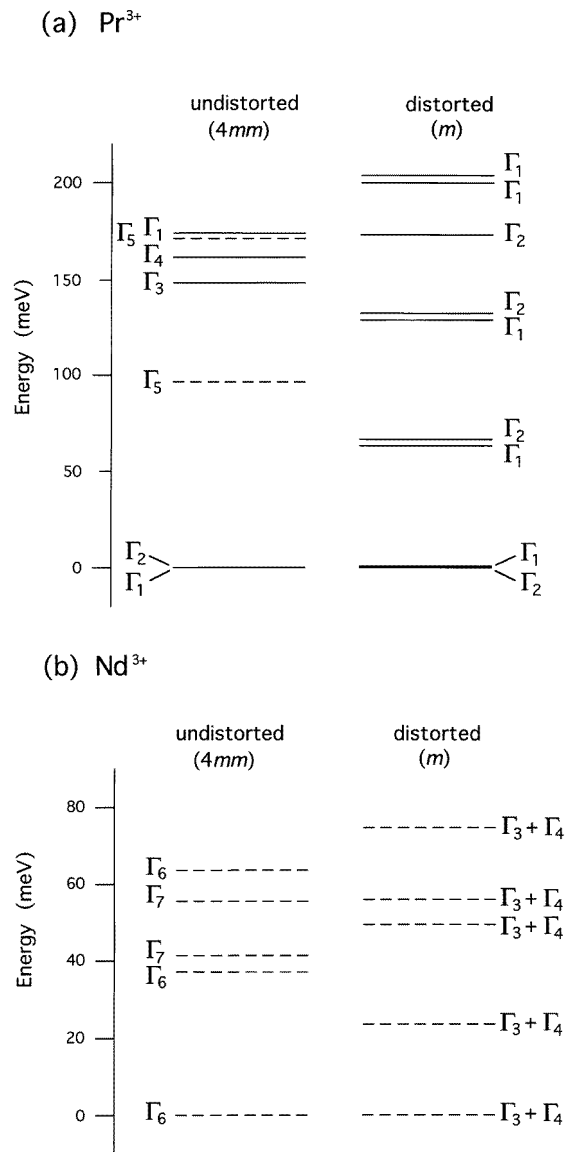 (a) Pr³⁺
undistorted distorted
(4mm) (m)
Energy (meV)
200
150
100
50
0
Γ₅ Γ₁
Γ₄
Γ₃
Γ₅
Γ₂
Γ₁
Γ₁
Γ₁
Γ₂
Γ₂
Γ₁
Γ₂
Γ₁
Γ₁
Γ₂
(b) Nd³⁺
undistorted distorted
(4mm) (m)
Energy (meV)
80
60
40
20
0
Γ₆
Γ₇
Γ₇
Γ₆
Γ₆
Γ₃ + Γ₄
Γ₃ + Γ₄
Γ₃ + Γ₄
Γ₃ + Γ₄
Γ₃ + Γ₄